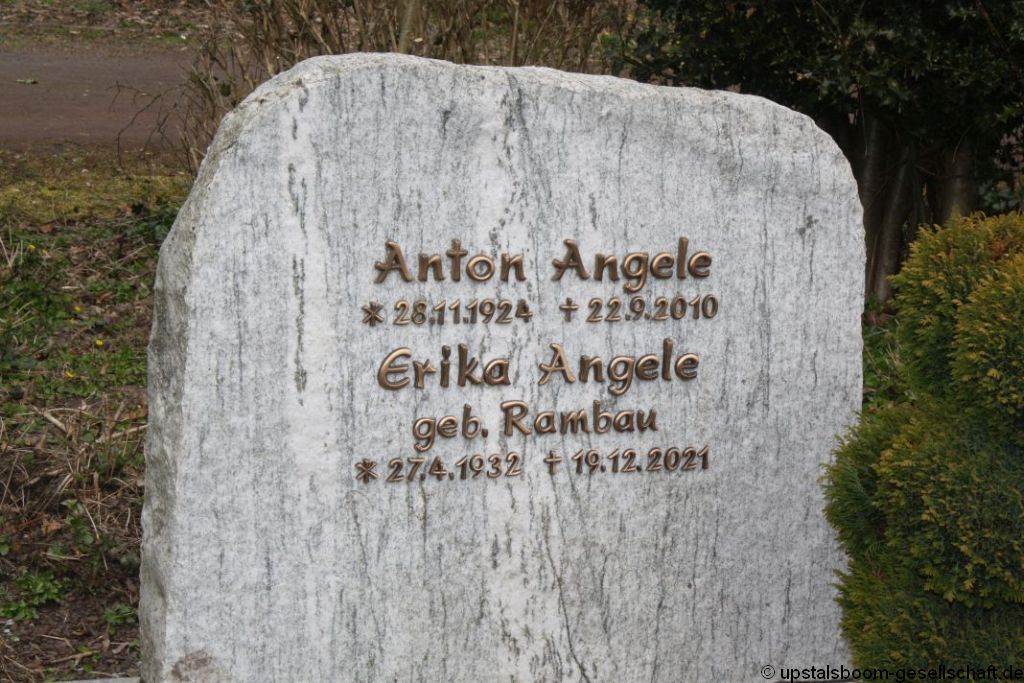 Anton Angele
* 28.11.1924 † 22.9.2010
Erika Angele
geb. Rambau
* 27.4.1932 † 19.12.2021
© upstalsboom-gesellschaft.de